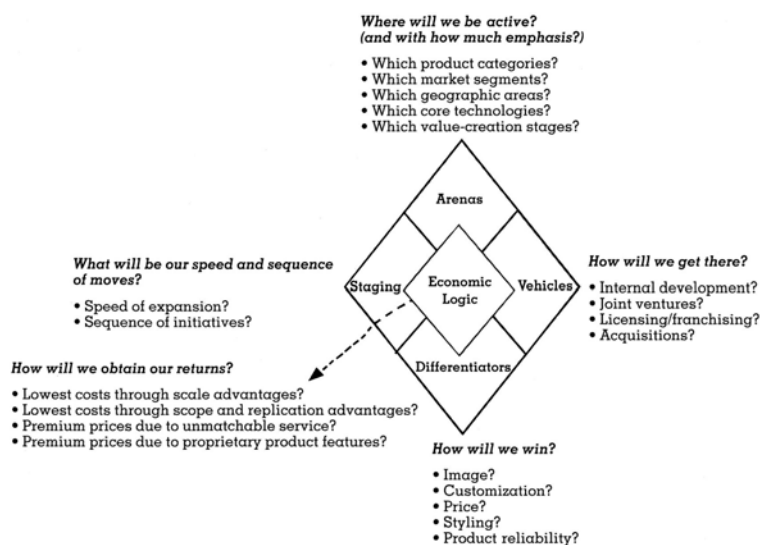 Where will we be active?
(and with how much emphasis?)
• Which product categories?
• Which market segments?
• Which geographic areas?
• Which core technologies?
• Which value-creation stages?
Arenas
What will be our speed and sequence
of moves?
• Speed of expansion?
• Sequence of initiatives?
Staging
Economic
Logic
Vehicles
How will we get there?
• Internal development?
• Joint ventures?
• Licensing/franchising?
• Acquisitions?
Differentiators
How will we obtain our returns?
• Lowest costs through scale advantages?
• Lowest costs through scope and replication advantages?
• Premium prices due to unmatchable service?
• Premium prices due to proprietary product features?
How will we win?
• Image?
• Customization?
• Price?
• Styling?
• Product reliability?